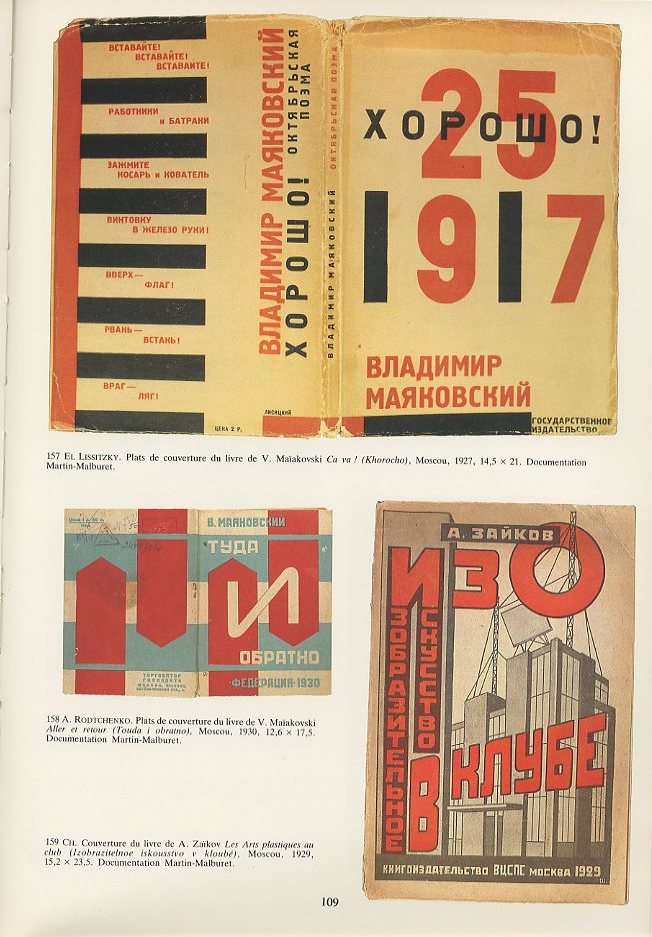 ВСТАВАЙТЕ!
ВСТАВАЙТЕ!
ВСТАВАЙТЕ!
РАБОТНИКИ
и БАТРАКИ
ЗАЖМИТЕ
КОСАРЬ и КОВАТЕЛЬ
ВИНТОВКУ
В ЖЕЛЕЗО РУКИ!
ВВЕРХ—
ФЛАГ!
РВАНЬ—
ВСТАНЬ!
ВРАГ—
ЛЯГ!
ЦЕНА 2 Р.
ВЛАДИМИР МАЯКОВСКИЙ
ХОРОШО!
ОКТЯБРЬСКАЯ
ПОЭМА
ЛИСИЦКИЙ
ВЛАДИМИР МАЯКОВСКИЙ ОКТЯБРЬСКАЯ ПОЭМА
25
ХОРОШО!
1917
ВЛАДИМИР
МАЯКОВСКИЙ
ГОСУДАРСТВЕННОЕ
ИЗДАТЕЛЬСТВО
157 EL LISSITZKY. Plats de couverture du livre de V. Maïakovski Ca va ! (Khorocho), Moscou, 1927, 14,5 × 21. Documentation
Martin-Malburet.
В. МАЯКОВСКИЙ
ТУДА
И
ОБРАТНО
ФЕДЕРАЦИЯ·1930
ТОРГСЕКТОР
ГОСИЗДАТА
158 A. RODTCHENKO. Plats de couverture du livre de V. Maïakovski
Aller et retour (Touda i obratno), Moscou, 1930, 12,6 × 17,5.
Documentation Martin-Malburet.
А. ЗАЙКОВ
ИЗО
ИЗОБРАЗИТЕЛЬНОЕ
ИСКУССТВО
В КЛУБЕ
КНИГОИЗДАТЕЛЬСТВО ВЦСПС МОСКВА 1929
159 CH. Couverture du livre de A. Zaïkov Les Arts plastiques au
club (Izobrazitelnoe iskousstvo v kloubé), Moscou, 1929,
15,2 × 23,5. Documentation Martin-Malburet.
109